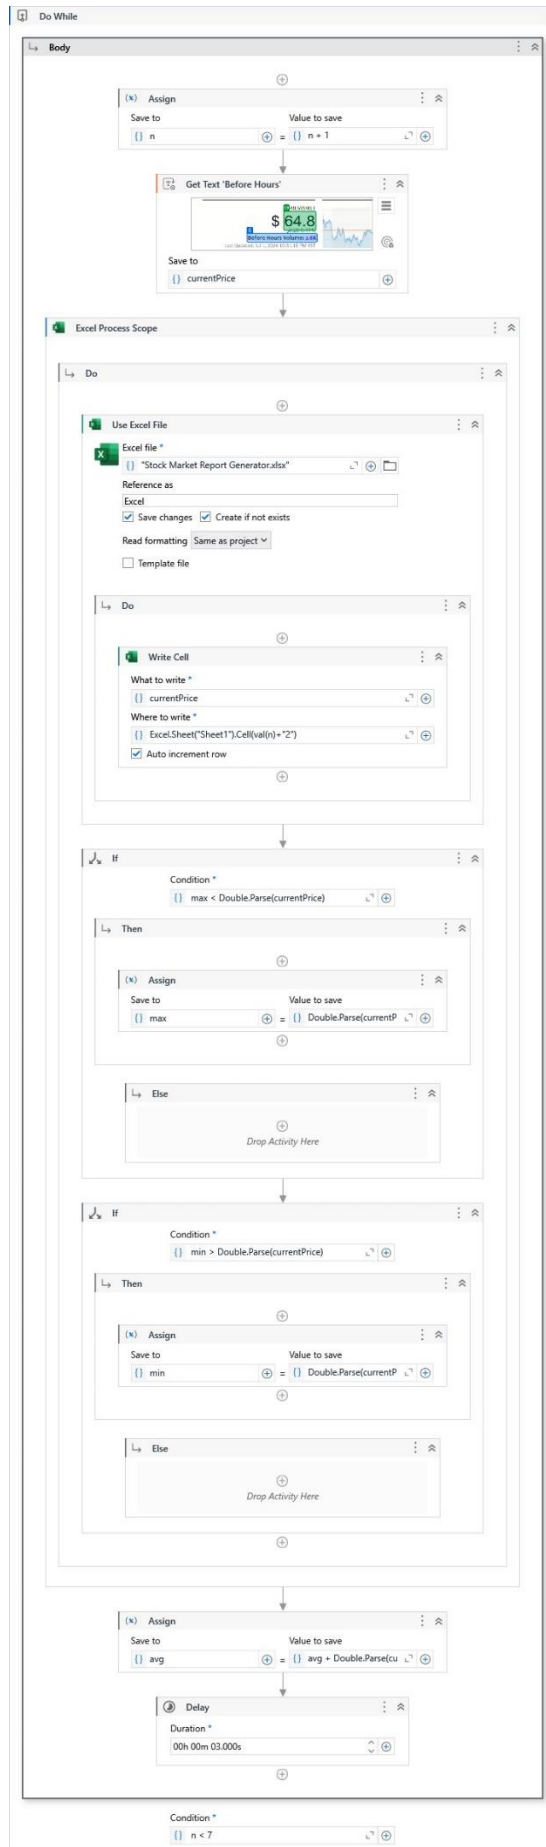 Do While
Body
Assign
Save to Value to save
n = n + 1
Get Text 'Before Hours'
$ 64.8
Before Hours Volume:
Save to
currentPrice
Excel Process Scope
Do
Use Excel File
Excel file *
"Stock Market Report Generator.xlsx"
Reference as
Excel
Save changes Create if not exists
Read formatting Same as project
Template file
Do
Write Cell
What to write *
currentPrice
Where to write *
Excel.Sheet("Sheet1").Cell(val(n)+"2")
Auto increment row
If
Condition *
max < Double.Parse(currentPrice)
Then
Assign
Save to Value to save
max = Double.Parse(currentP
Else
Drop Activity Here
If
Condition *
min > Double.Parse(currentPrice)
Then
Assign
Save to Value to save
min = Double.Parse(currentP
Else
Drop Activity Here
Assign
Save to Value to save
avg = avg + Double.Parse(cu
Delay
Duration *
00h 00m 03.000s
Condition *
n < 7